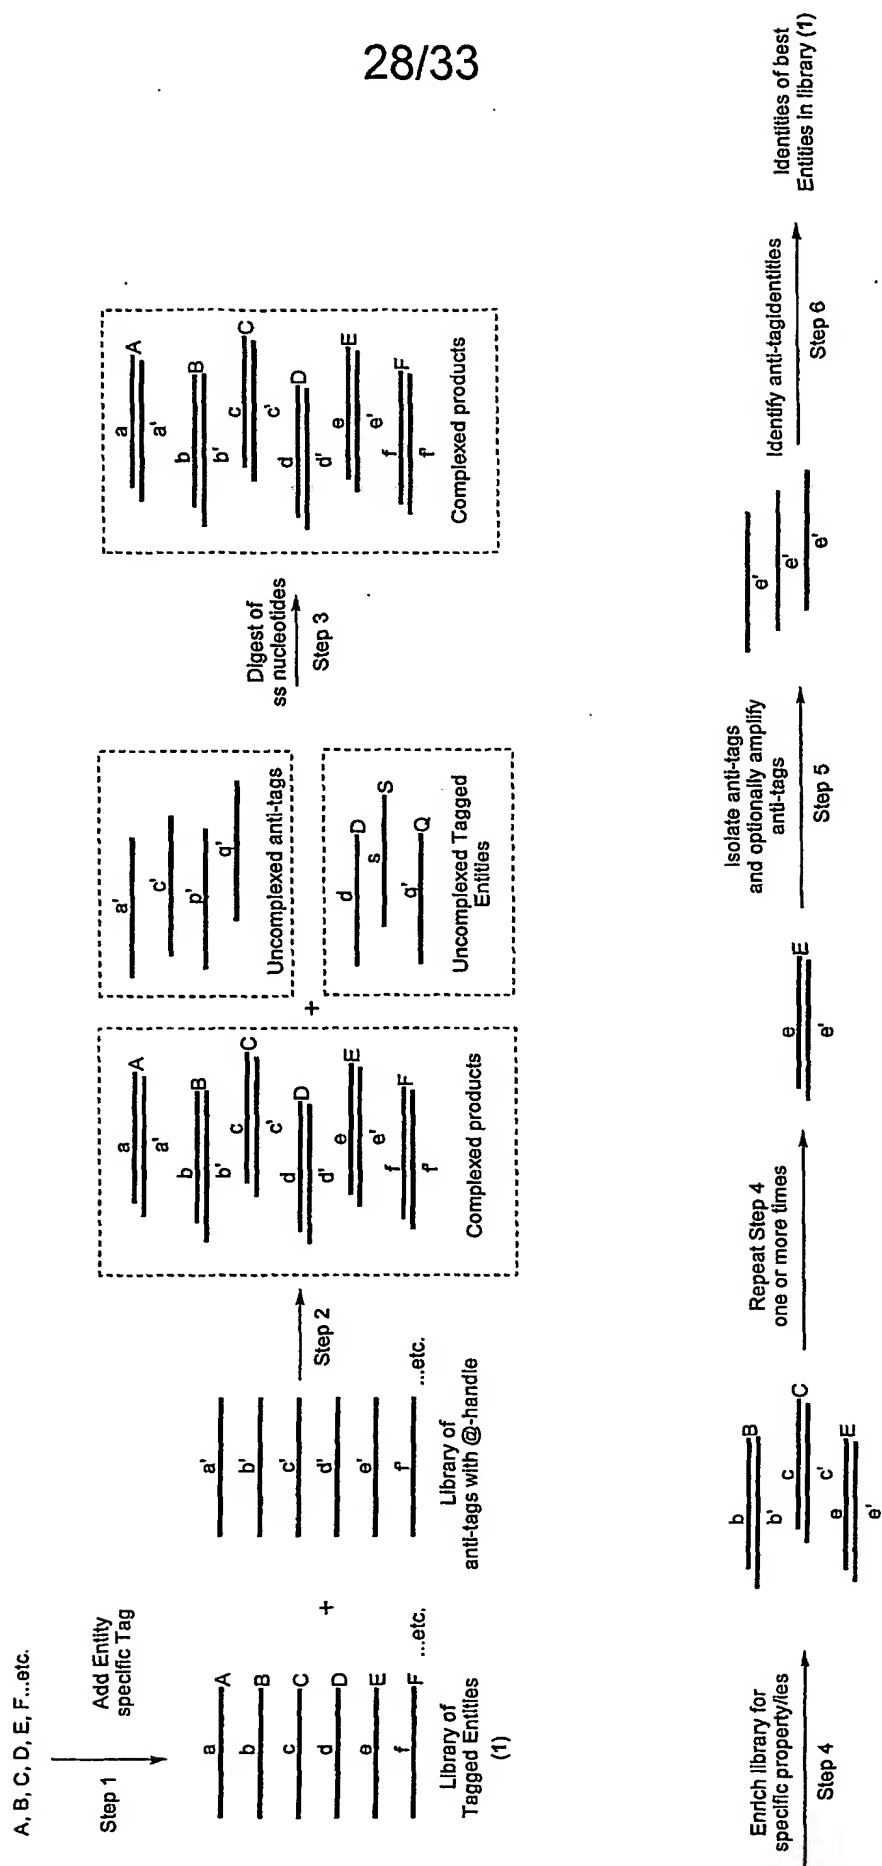 28/33
A, B, C, D, E, F...etc.
Step 1
Add Entity
specific Tag
a
A
b
B
c
C
d
D
e
E
f
F
...etc.
Library of
Tagged Entities
(1)
+
a'
b'
c'
d'
e'
f'
...etc.
Library of
anti-tags with @-handle
Step 2
a
A
a'
b
B
b'
c
C
c'
d
D
d'
e
E
e'
f
F
f'
Complexed products
+
a'
c'
p'
q'
Uncomplexed anti-tags
d
D
s
S
q'
Q
Uncomplexed Tagged
Entities
Digest of
ss nucleotides
Step 3
a
A
a'
b
B
b'
c
C
c'
d
D
d'
e
E
e'
f
F
f'
Complexed products
Enrich library for
specific property/ies
Step 4
b
B
b'
c
C
c'
e
E
e'
Repeat Step 4
one or more times
e
E
e'
Isolate anti-tags
and optionally amplify
anti-tags
Step 5
e'
e'
e'
Identify anti-tagidentities
Step 6
Identities of best
Entities in library (1)